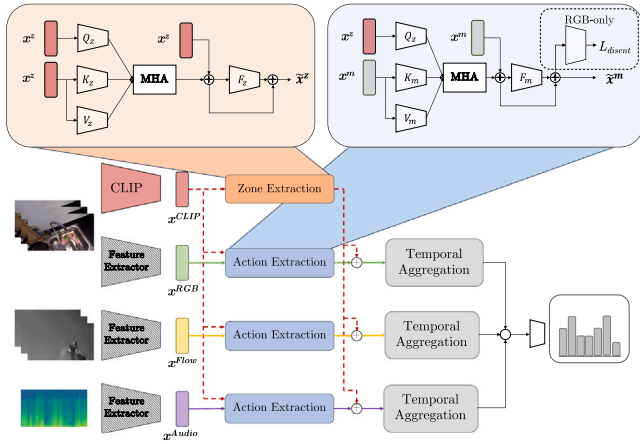 RGB-only
x^z
Q_z
x^z
x^z
K_z
MHA
F_z
x̃^z
V_z
x^z
Q_z
x^m
L_disent
x^m
K_m
MHA
F_m
x̃^m
V_m
CLIP
x^CLIP
Zone Extraction
Feature
Extractor
x^RGB
Action Extraction
Temporal
Aggregation
Feature
Extractor
x^Flow
Action Extraction
Temporal
Aggregation
Feature
Extractor
x^Audio
Action Extraction
Temporal
Aggregation